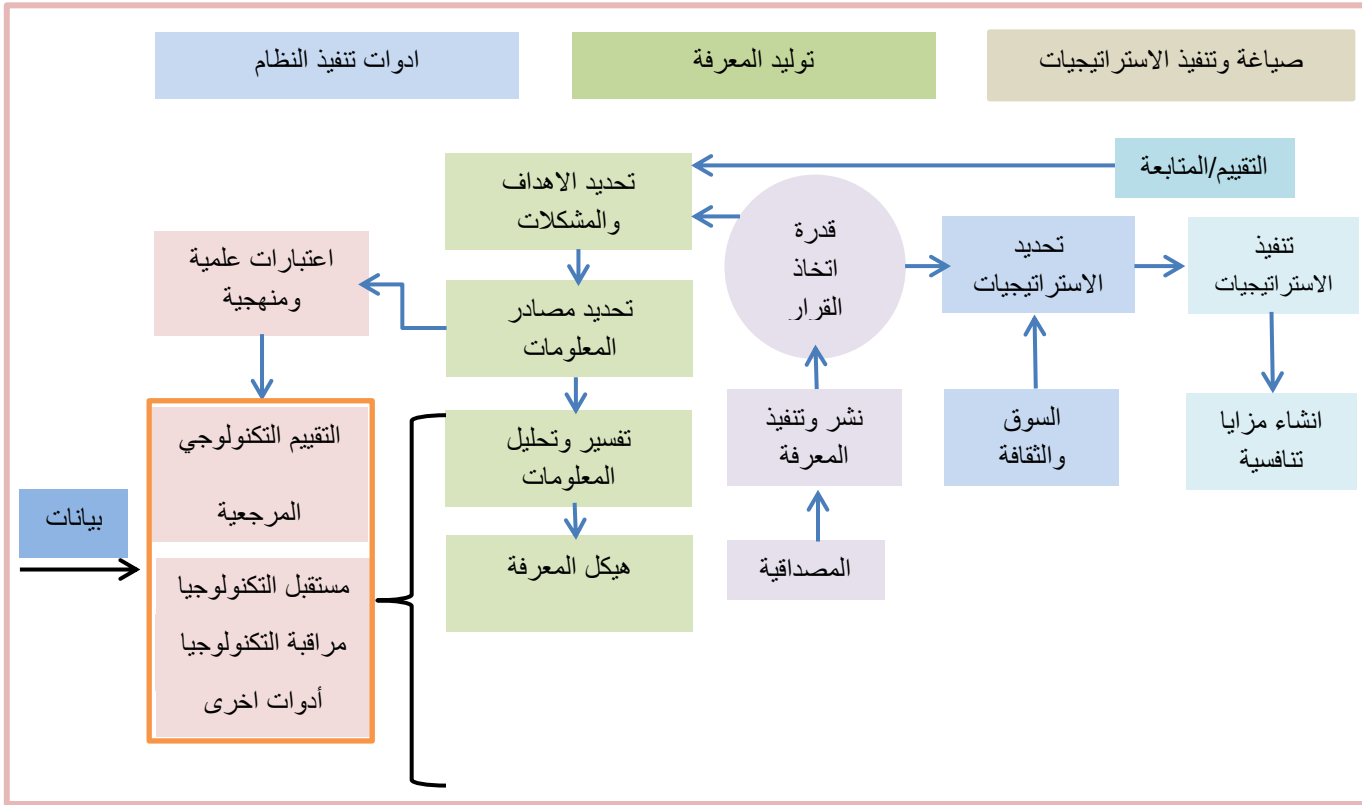 صياغة وتنفيذ الاستراتيجيات
توليد المعرفة
ادوات تنفيذ النظام
التقييم/المتابعة
تحديد الاهداف
والمشكلات
قدرة
اتخاذ
القرار
تحديد
الاستراتيجيات
تنفيذ
الاستراتيجيات
اعتبارات علمية
ومنهجية
تحديد مصادر
المعلومات
انشاء مزايا
تنافسية
السوق
والثقافة
نشر وتنفيذ
المعرفة
تفسير وتحليل
المعلومات
التقييم التكنولوجي
المرجعية
بيانات
المصداقية
هيكل المعرفة
مستقبل التكنولوجيا
مراقبة التكنولوجيا
أدوات اخرى